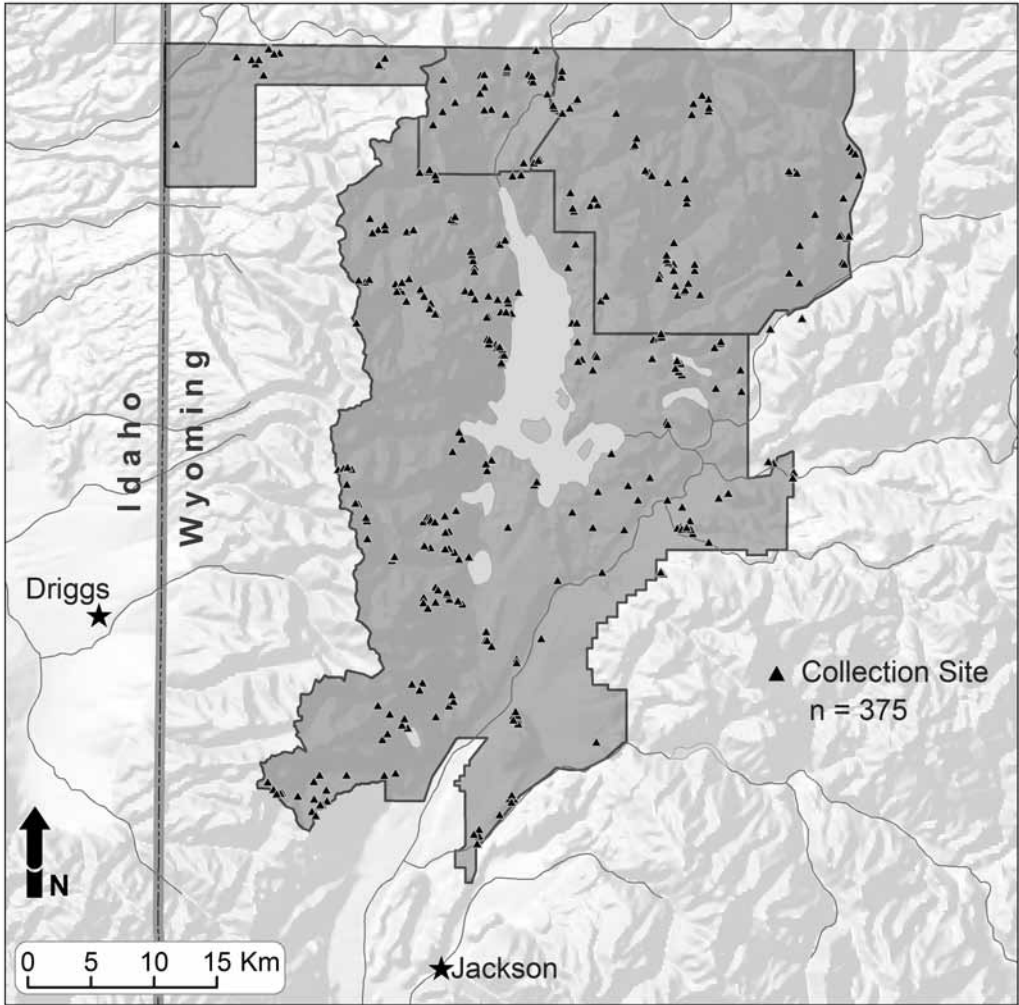 Idaho
Wyoming
Driggs
Collection Site
n = 375
N
0 5 10 15 Km
Jackson